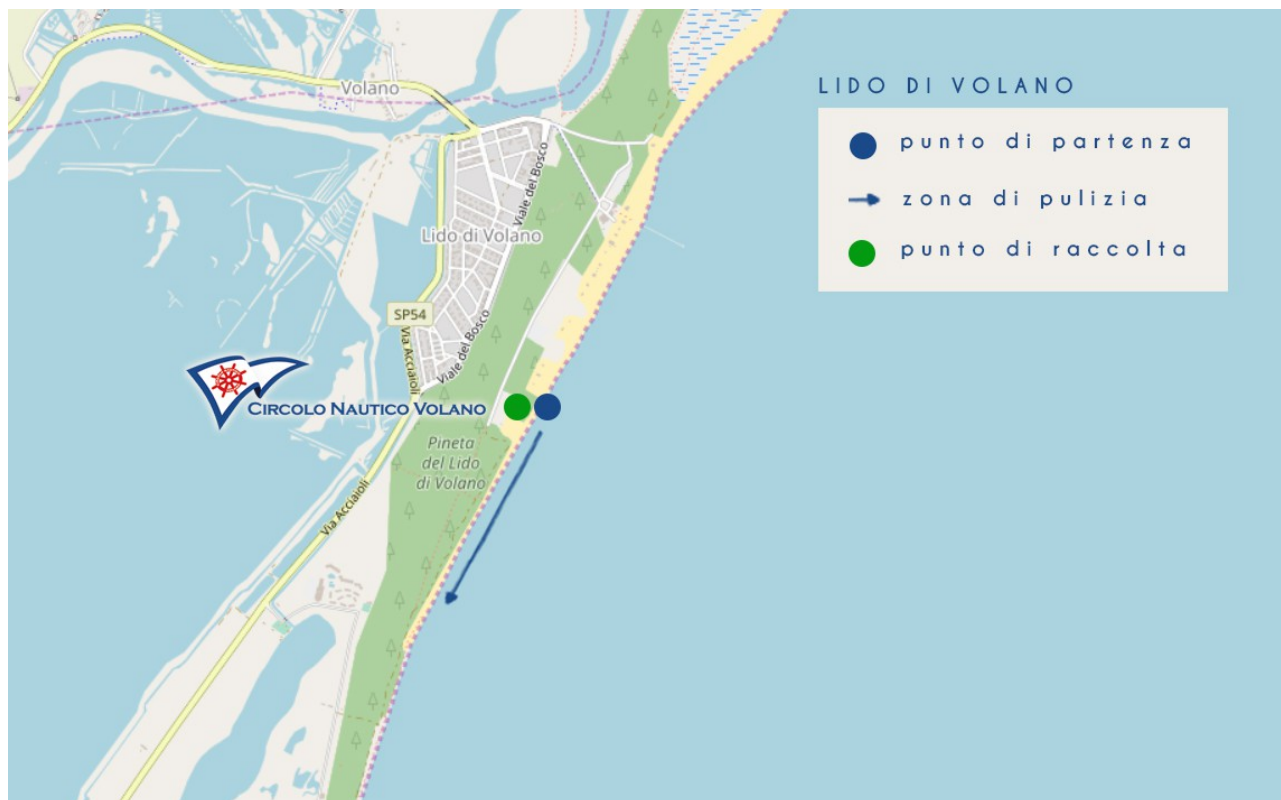 LIDO DI VOLANO
punto di partenza
zona di pulizia
punto di raccolta
Volano
Viale del Bosco
Lido di Volano
SP54
Via Acciaioli
Viale del Bosco
CIRCOLO NAUTICO VOLANO
Pineta
del Lido
di Volano
Via Acciaioli